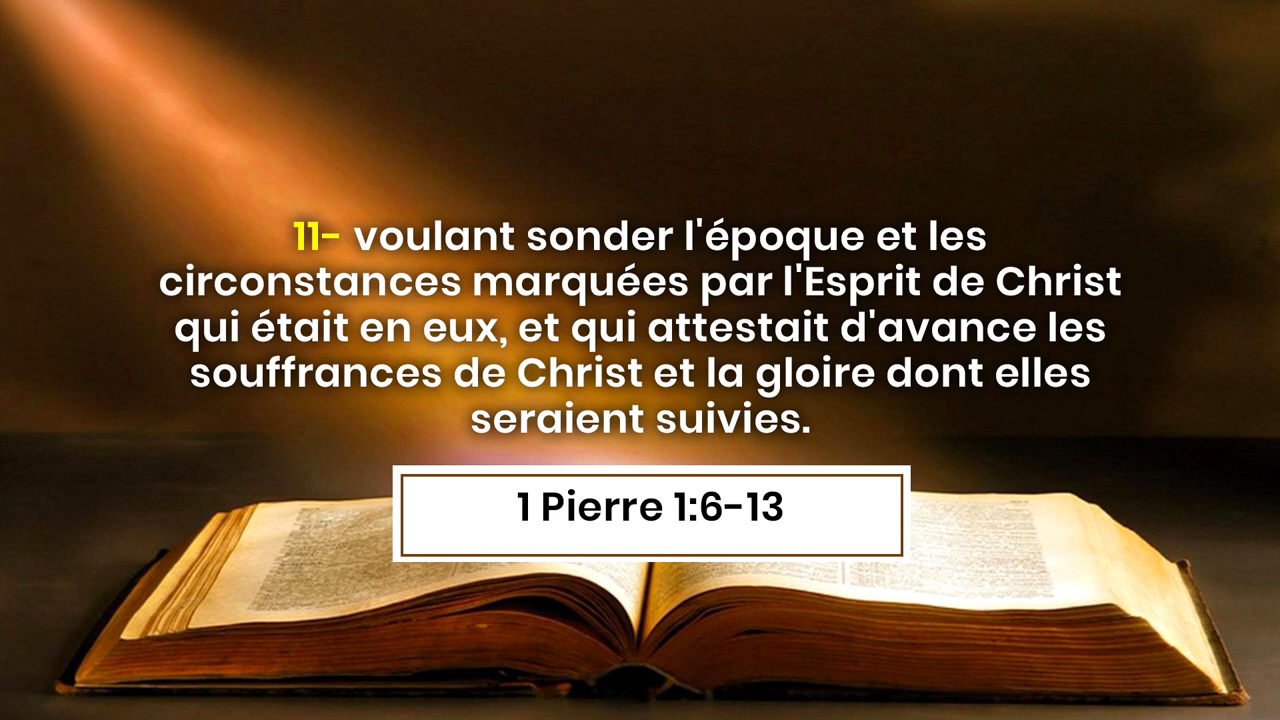 11- voulant sonder l'époque et les
circonstances marquées par l'Esprit de Christ
qui était en eux, et qui attestait d'avance les
souffrances de Christ et la gloire dont elles
seraient suivies.
1 Pierre 1:6-13